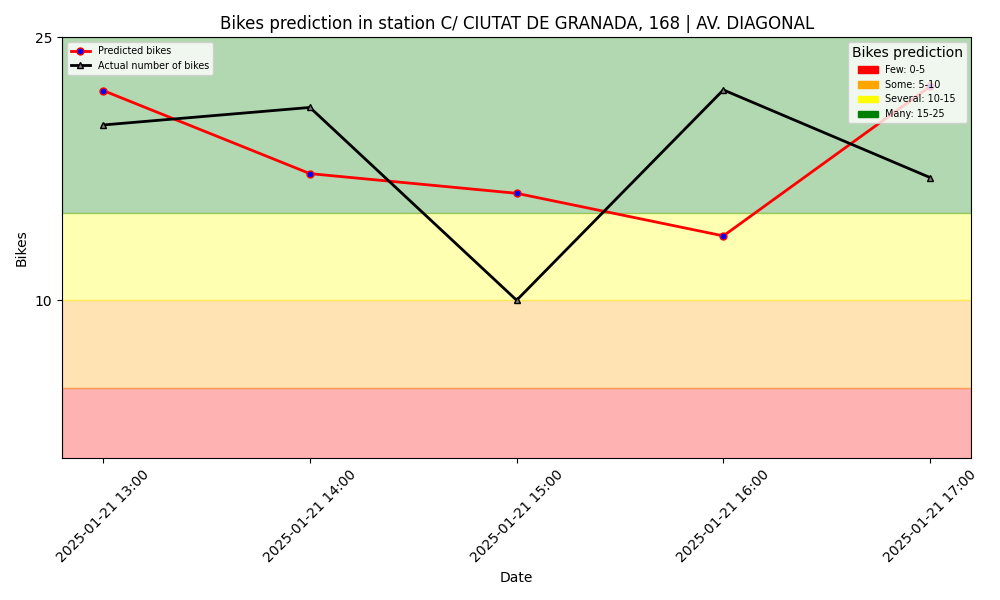 Bikes prediction in station C/ CIUTAT DE GRANADA, 168 | AV. DIAGONAL
25
10
Bikes
Predicted bikes
Actual number of bikes
Bikes prediction
Few: 0-5
Some: 5-10
Several: 10-15
Many: 15-25
2025-01-21 13:00
2025-01-21 14:00
2025-01-21 15:00
2025-01-21 16:00
2025-01-21 17:00
Date